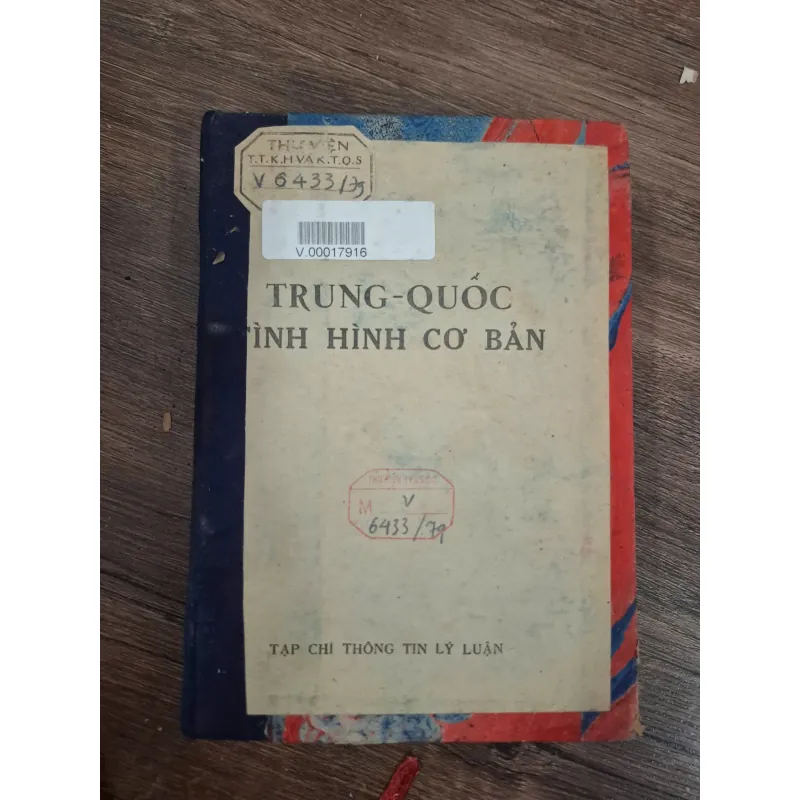 THƯ VIỆN
T.T.K.H VÀ K.T.Q.S
V 6433/79
V.00017916
TRUNG-QUỐC
TÌNH HÌNH CƠ BẢN
M V
6433/79
TẠP CHÍ THÔNG TIN LÝ LUẬN